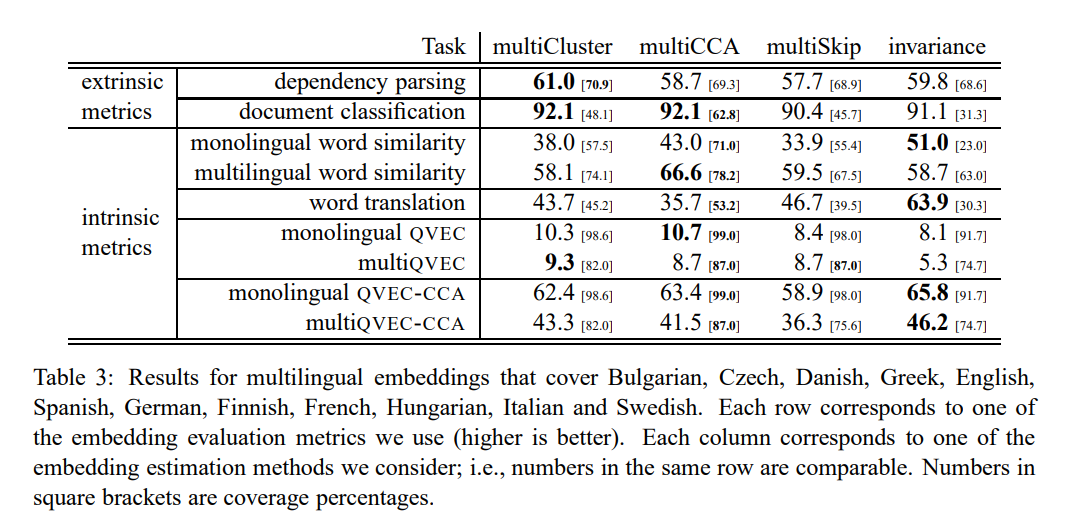 Task multiCluster multiCCA multiSkip invariance
extrinsic metrics dependency parsing 61.0 [70.9] 58.7 [69.3] 57.7 [68.9] 59.8 [68.6]
document classification 92.1 [48.1] 92.1 [62.8] 90.4 [45.7] 91.1 [31.3]
intrinsic metrics monolingual word similarity 38.0 [57.5] 43.0 [71.0] 33.9 [55.4] 51.0 [23.0]
multilingual word similarity 58.1 [74.1] 66.6 [78.2] 59.5 [67.5] 58.7 [63.0]
word translation 43.7 [45.2] 35.7 [53.2] 46.7 [39.5] 63.9 [30.3]
monolingual QVEC 10.3 [98.6] 10.7 [99.0] 8.4 [98.0] 8.1 [91.7]
multiQVEC 9.3 [82.0] 8.7 [87.0] 8.7 [87.0] 5.3 [74.7]
monolingual QVEC-CCA 62.4 [98.6] 63.4 [99.0] 58.9 [98.0] 65.8 [91.7]
multiQVEC-CCA 43.3 [82.0] 41.5 [87.0] 36.3 [75.6] 46.2 [74.7]
Table 3: Results for multilingual embeddings that cover Bulgarian, Czech, Danish, Greek, English,
Spanish, German, Finnish, French, Hungarian, Italian and Swedish. Each row corresponds to one of
the embedding evaluation metrics we use (higher is better). Each column corresponds to one of the
embedding estimation methods we consider; i.e., numbers in the same row are comparable. Numbers in
square brackets are coverage percentages.